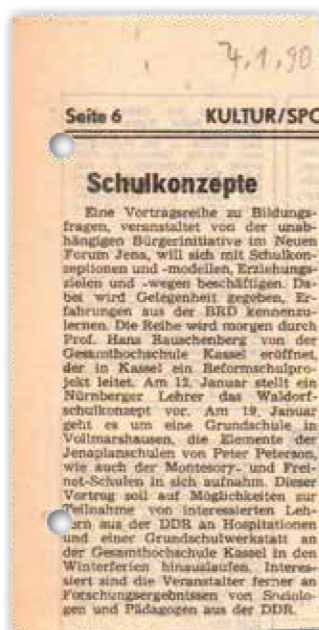 4.1.90
Seite 6 KULTUR/SPO
Schulkonzepte
Eine Vortragsreihe zu Bildungs-
fragen, veranstaltet von der unab-
hängigen Bürgerinitiative im Neuen
Forum Jena, will sich mit Schulkon-
zeptionen und -modellen, Erziehungs-
zielen und -wegen beschäftigen. Da-
bei wird Gelegenheit gegeben, Er-
fahrungen aus der BRD kennenzu-
lernen. Die Reihe wird morgen durch
Prof. Hans Rauschenberg von der
Gesamthochschule Kassel eröffnet,
der in Kassel ein Reformschulpro-
jekt leitet. Am 12. Januar stellt ein
Nürnberger Lehrer das Waldorf-
schulkonzept vor. Am 19. Januar
geht es um eine Grundschule in
Vollmarshausen, die Elemente der
Jenaplanschulen von Peter Peterson,
wie auch der Montesory- und Frei-
net-Schulen in sich aufnahm. Dieser
Vortrag soll auf Möglichkeiten zur
Teilnahme von interessierten Leh-
rern aus der DDR an Hospitationen
und einer Grundschulwerkstatt an
der Gesamthochschule Kassel in den
Winterferien hinauslaufen. Interes-
siert sind die Veranstalter ferner an
Forschungsergebnissen von Soziolo-
gen und Pädagogen aus der DDR.